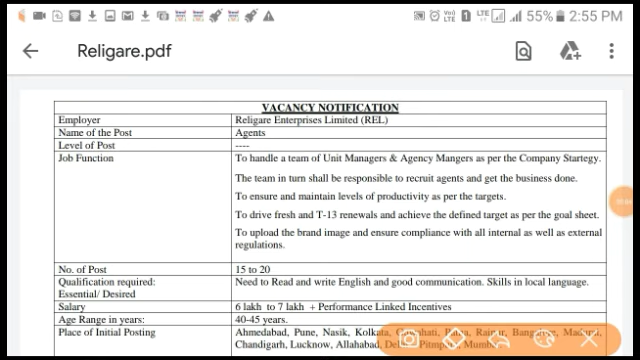 55% 2:55 PM
Religare.pdf
VACANCY NOTIFICATION
Employer Religare Enterprises Limited (REL)
Name of the Post Agents
Level of Post ----
Job Function To handle a team of Unit Managers & Agency Mangers as per the Company Startegy.
The team in turn shall be responsible to recruit agents and get the business done.
To ensure and maintain levels of productivity as per the targets.
To drive fresh and T-13 renewals and achieve the defined target as per the goal sheet.
To upload the brand image and ensure compliance with all internal as well as external
regulations.
No. of Post 15 to 20
Qualification required: Need to Read and write English and good communication. Skills in local language.
Essential/ Desired
Salary 6 lakh to 7 lakh + Performance Linked Incentives
Age Range in years: 40-45 years.
Place of Initial Posting Ahmedabad, Pune, Nasik, Kolkata,
Chandigarh, Lucknow, Allahabad,